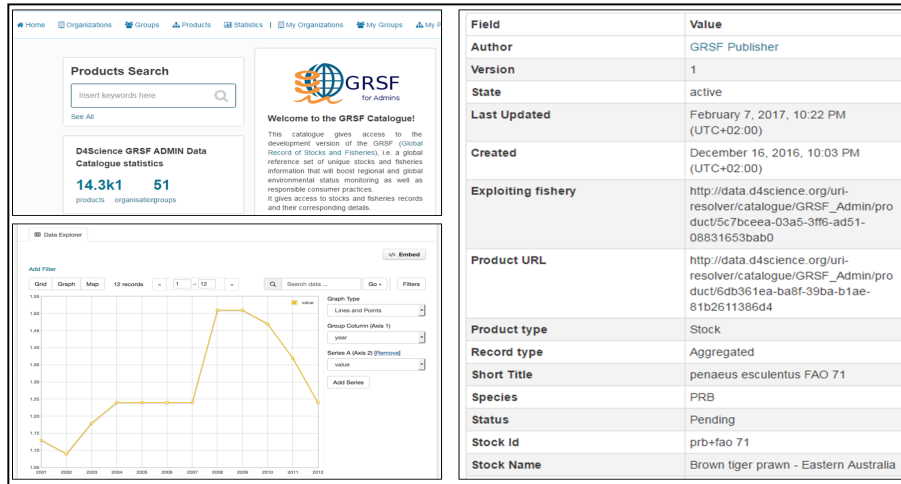 Home Organizations Groups Products Statistics | My Organizations My Groups My P
Products Search
Insert keywords here
See All
D4Science GRSF ADMIN Data
Catalogue statistics
14.3k1 51
products organisationgroups
GRSF
for Admins
Welcome to the GRSF Catalogue!
This catalogue gives access to the
development version of the GRSF (Global
Record of Stocks and Fisheries), i.e. a global
reference set of unique stocks and fisheries
information that will boost regional and global
environmental status monitoring as well as
responsible consumer practices.
It gives access to stocks and fisheries records
and their corresponding details.
Data Explorer
</> Embed
Add Filter
Grid Graph Map 12 records « 1 – 12 » Search data ... Go Filters
value
Graph Type
Lines and Points
Group Column (Axis 1)
year
Series A (Axis 2) [Remove]
value
Add Series
1.55
1.50
1.45
1.40
1.35
1.30
1.25
1.20
1.15
1.10
1.05
2001 2002 2003 2004 2005 2006 2007 2008 2009 2010 2011 2012
Field Value
Author GRSF Publisher
Version 1
State active
Last Updated February 7, 2017, 10:22 PM
(UTC+02:00)
Created December 16, 2016, 10:03 PM
(UTC+02:00)
Exploiting fishery http://data.d4science.org/uri-
resolver/catalogue/GRSF_Admin/pro
duct/5c7bceea-03a5-3ff6-ad51-
08831653bab0
Product URL http://data.d4science.org/uri-
resolver/catalogue/GRSF_Admin/pro
duct/6db361ea-ba8f-39ba-b1ae-
81b2611386d4
Product type Stock
Record type Aggregated
Short Title penaeus esculentus FAO 71
Species PRB
Status Pending
Stock Id prb+fao 71
Stock Name Brown tiger prawn - Eastern Australia